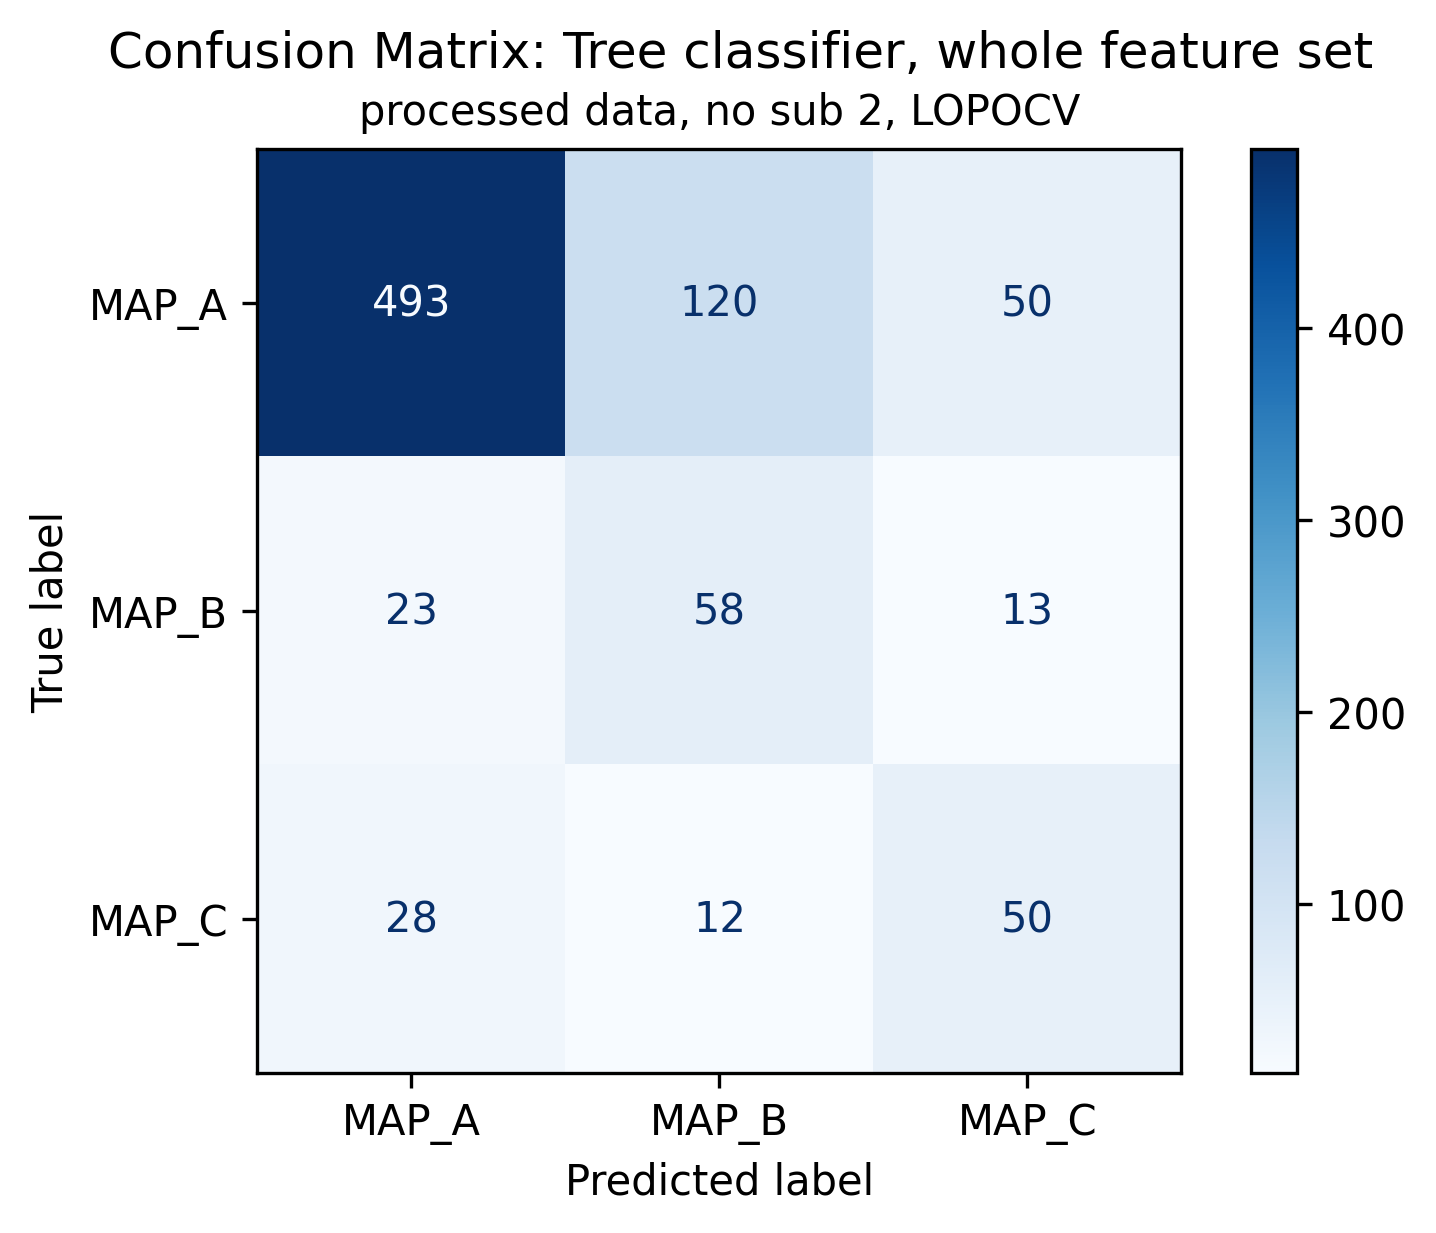 Confusion Matrix: Tree classifier, whole feature set
processed data, no sub 2, LOPOCV
True label
MAP_A
493 120 50
MAP_B
23 58 13
MAP_C
28 12 50
MAP_A MAP_B MAP_C
Predicted label
400
300
200
100